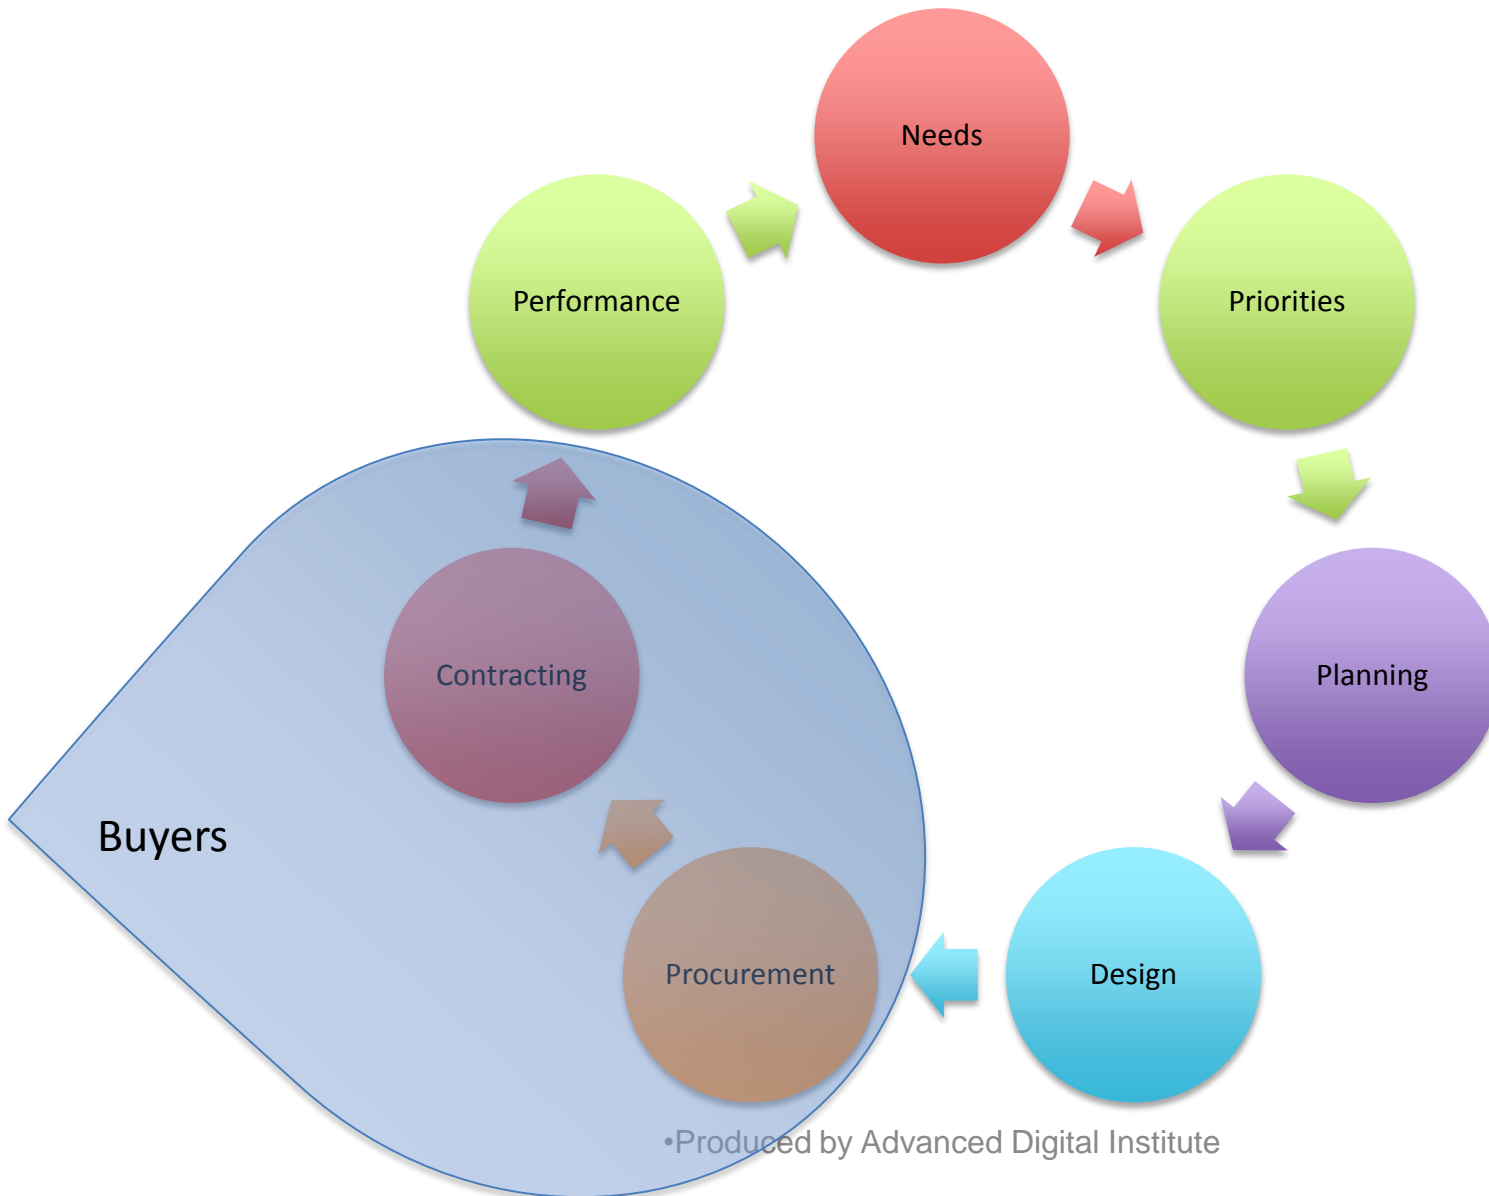 Needs
Performance
Priorities
Contracting
Planning
Buyers
Procurement
Design
•Produced by Advanced Digital Institute